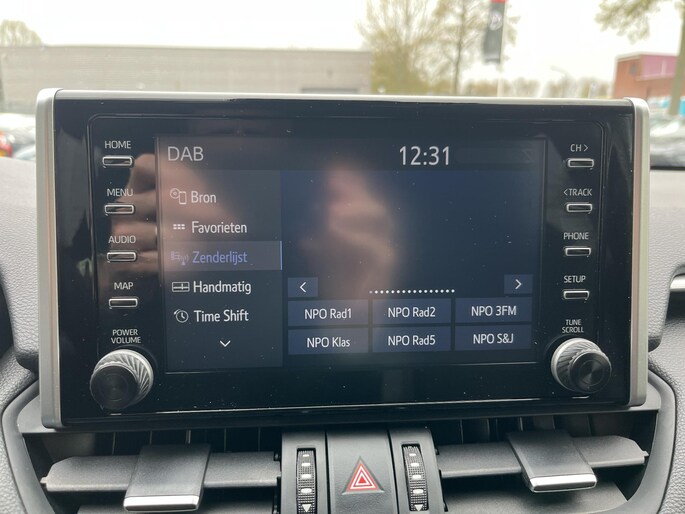 HOME
MENU
AUDIO
MAP
POWER
VOLUME
DAB
12:31
Bron
Favorieten
Zenderlijst
Handmatig
Time Shift
NPO Rad1
NPO Rad2
NPO 3FM
NPO Klas
NPO Rad5
NPO S&J
CH >
<TRACK
PHONE
SETUP
TUNE
SCROLL